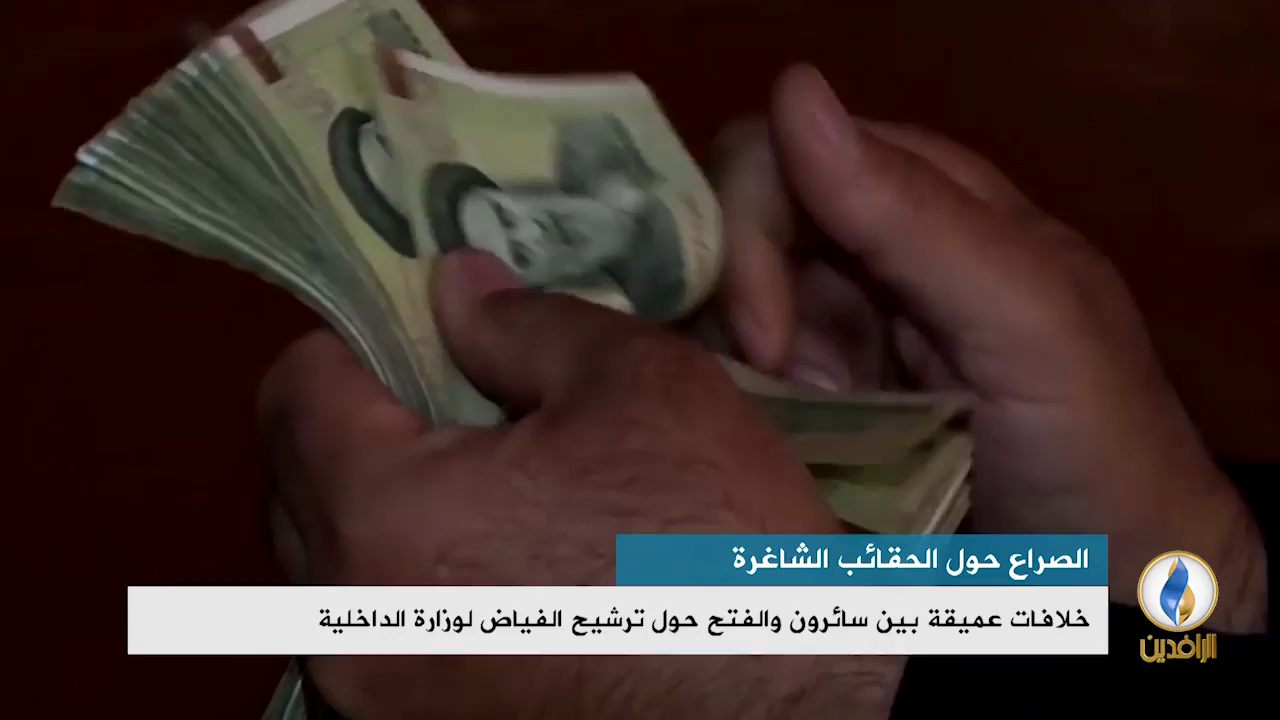 الصراع حول الحقائب الشاغرة
خلافات عميقة بين سائرون والفتح حول ترشيح الفياض لوزارة الداخلية
الرافدين